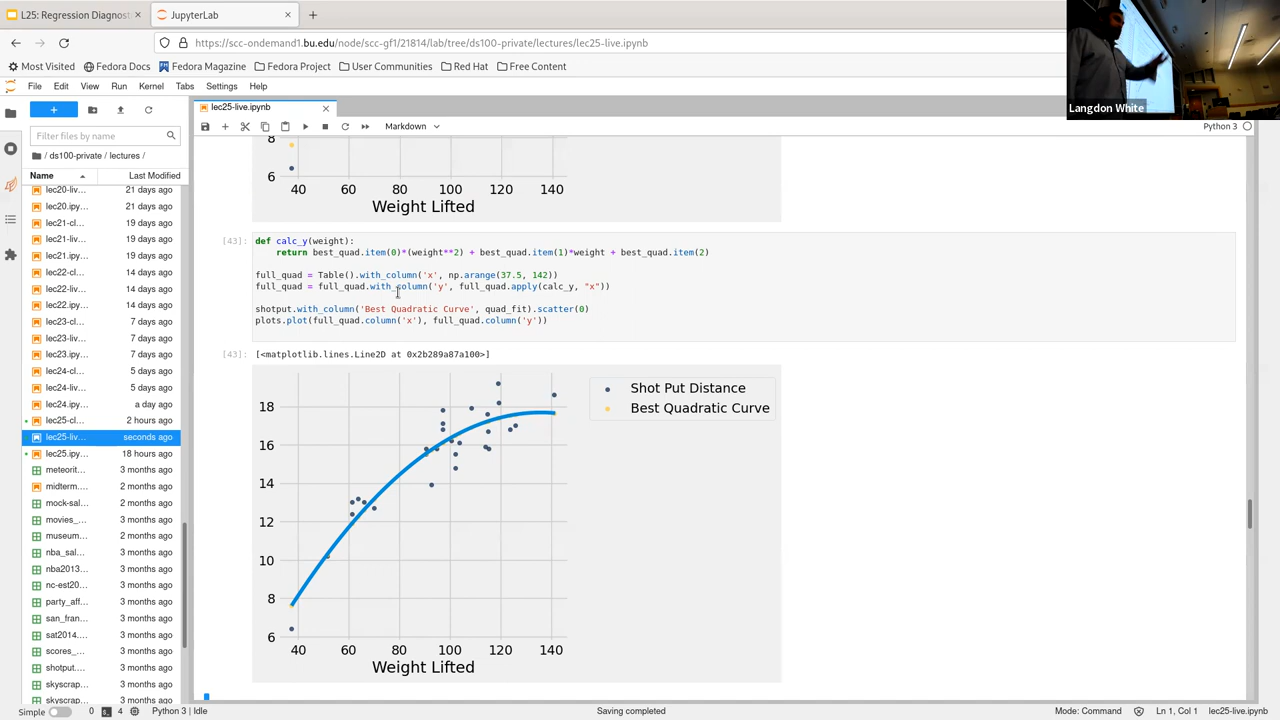 L25: Regression Diagnost
JupyterLab
https://scc-ondemand1.bu.edu/node/scc-gf1/21814/lab/tree/ds100-private/lectures/lec25-live.ipynb
Most Visited
Fedora Docs
Fedora Magazine
Fedora Project
User Communities
Red Hat
Free Content
Langdon White
File Edit View Run Kernel Tabs Settings Help
lec25-live.ipynb
Filter files by name
Markdown
Python 3
/ ds100-private / lectures /
Name Last Modified
lec20-liv... 21 days ago
lec20.ipy... 21 days ago
lec21-cl... 19 days ago
lec21-liv... 19 days ago
lec21.ipy... 19 days ago
lec22-cl... 14 days ago
lec22-liv... 14 days ago
lec22.ipy... 14 days ago
lec23-cl... 7 days ago
lec23-liv... 7 days ago
lec23.ipy... 7 days ago
lec24-cl... 5 days ago
lec24-liv... 5 days ago
lec24.ipy... a day ago
lec25-cl... 2 hours ago
lec25-liv... seconds ago
lec25.ipy... 18 hours ago
meteorit... 3 months ago
midterm.... 2 months ago
mock-sal... 2 months ago
movies_... 3 months ago
museum... 2 months ago
nba_sal... 3 months ago
nba2013... 3 months ago
nc-est20... 3 months ago
party_aff... 3 months ago
san_fran... 3 months ago
sat2014.... 3 months ago
scores_... 3 months ago
shotput.... 3 months ago
skyscrap... 3 months ago
skyscrap... 3 months ago
8
6
40 60 80 100 120 140
Weight Lifted
[43]:
def calc_y(weight):
return best_quad.item(0)*(weight**2) + best_quad.item(1)*weight + best_quad.item(2)
full_quad = Table().with_column('x', np.arange(37.5, 142))
full_quad = full_quad.with_column('y', full_quad.apply(calc_y, "x"))
shotput.with_column('Best Quadratic Curve', quad_fit).scatter(0)
plots.plot(full_quad.column('x'), full_quad.column('y'))
[43]:
[<matplotlib.lines.Line2D at 0x2b289a87a100>]
Shot Put Distance
Best Quadratic Curve
18
16
14
12
10
8
6
40 60 80 100 120 140
Weight Lifted
Simple 0 4 Python 3 | Idle Saving completed Mode: Command Ln 1, Col 1 lec25-live.ipynb